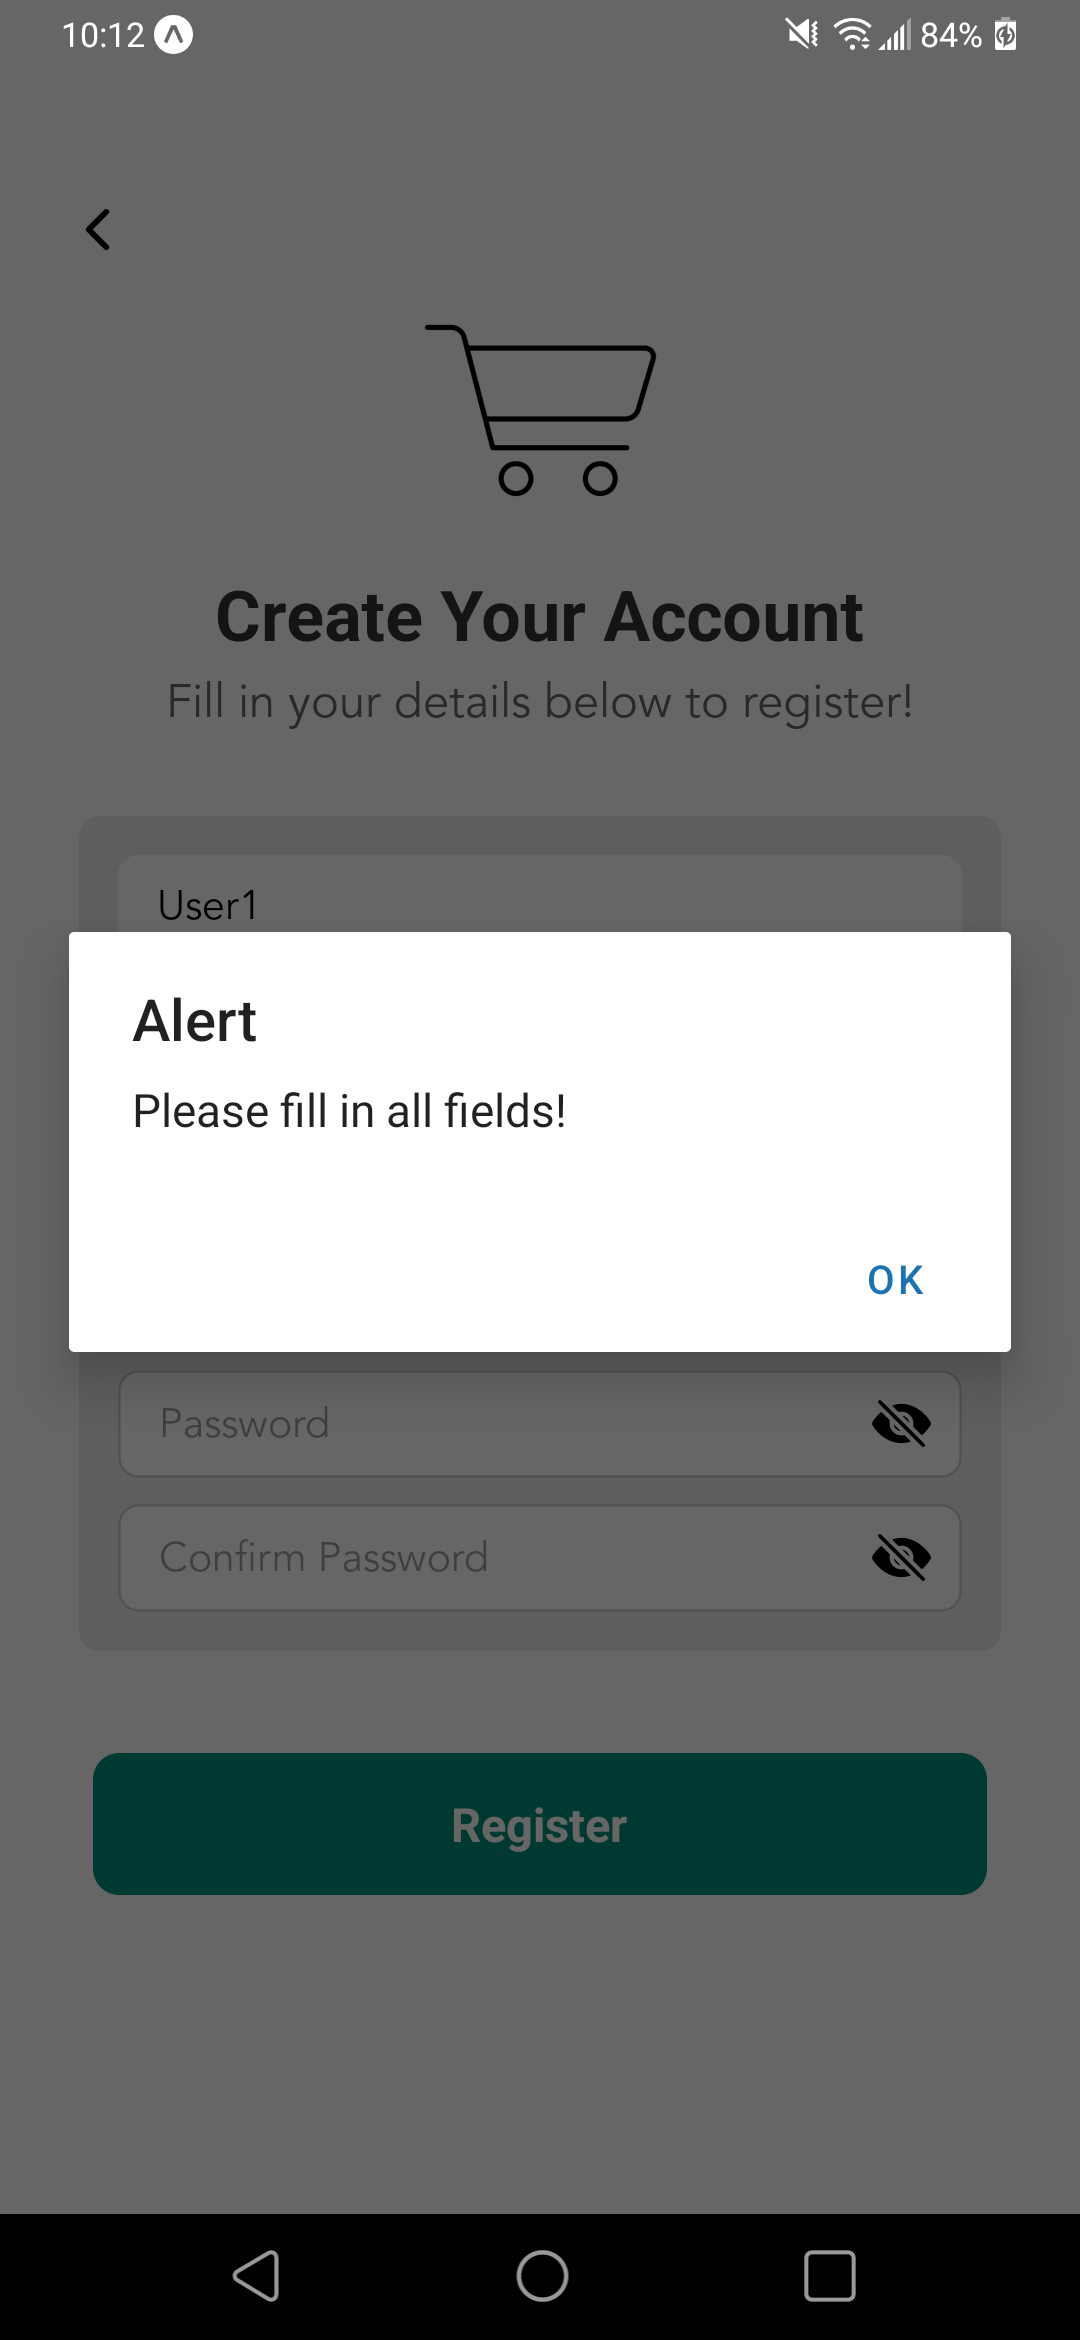 10:12 84%
Create Your Account
Fill in your details below to register!
User1
Alert
Please fill in all fields!
OK
Password
Confirm Password
Register